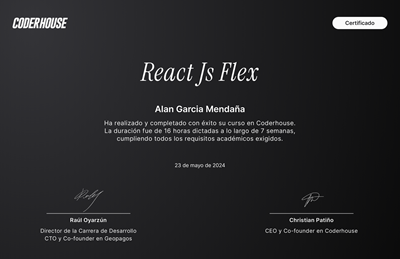 CODERHOUSE
Certificado
React Js Flex
Alan Garcia Mendaña
Ha realizado y completado con éxito su curso en Coderhouse.
La duración fue de 16 horas dictadas a lo largo de 7 semanas,
cumpliendo todos los requisitos académicos exigidos.
23 de mayo de 2024
Raúl Oyarzún
Director de la Carrera de Desarrollo
CTO y Co-founder en Geopagos
Christian Patiño
CEO y Co-founder en Coderhouse